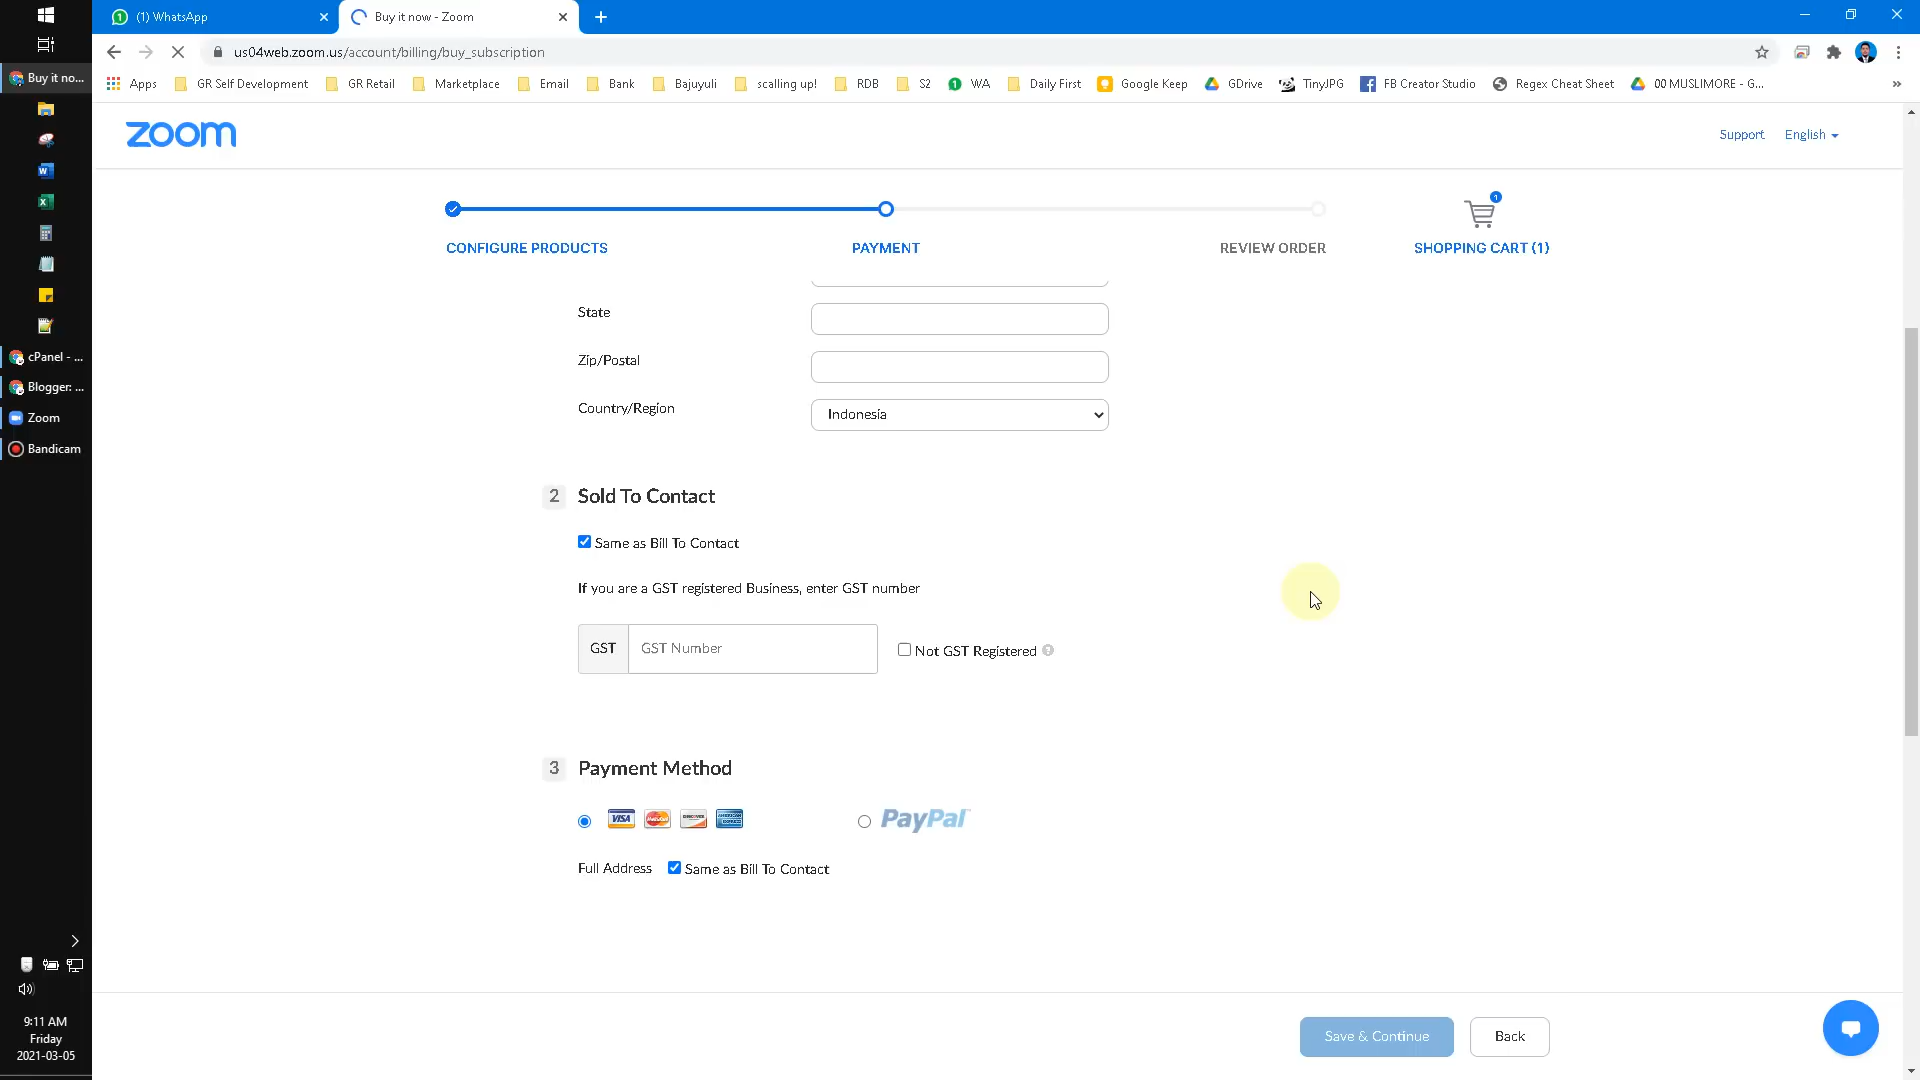 (1) WhatsApp
Buy it now - Zoom
us04web.zoom.us/account/billing/buy_subscription
Apps
GR Self Development
GR Retail
Marketplace
Email
Bank
Bajuyuli
scalling up!
RDB
S2
WA
Daily First
Google Keep
GDrive
TinyJPG
FB Creator Studio
Regex Cheat Sheet
00 MUSLIMORE - G...
»
Buy it no...
cPanel - ...
Blogger: ...
Zoom
Bandicam
9:11 AM
Friday
2021-03-05
zoom
Support
English
CONFIGURE PRODUCTS
PAYMENT
REVIEW ORDER
1
SHOPPING CART (1)
State
Zip/Postal
Country/Region
Indonesia
2 Sold To Contact
Same as Bill To Contact
If you are a GST registered Business, enter GST number
GST
GST Number
Not GST Registered
3 Payment Method
VISA
PayPal
Full Address
Same as Bill To Contact
Save & Continue
Back